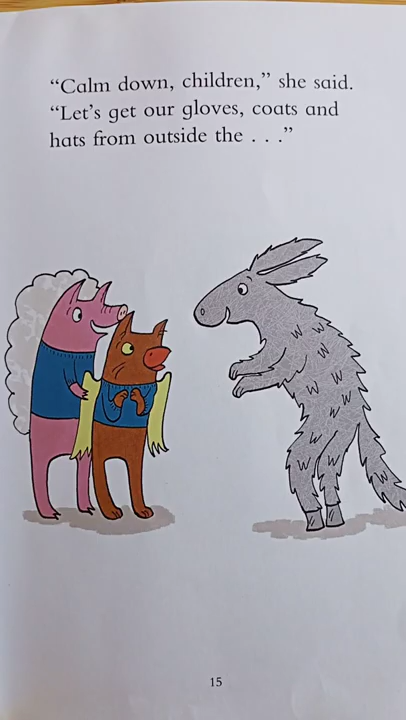 “Calm down, children,” she said.
“Let’s get our gloves, coats and
hats from outside the . . .”
15